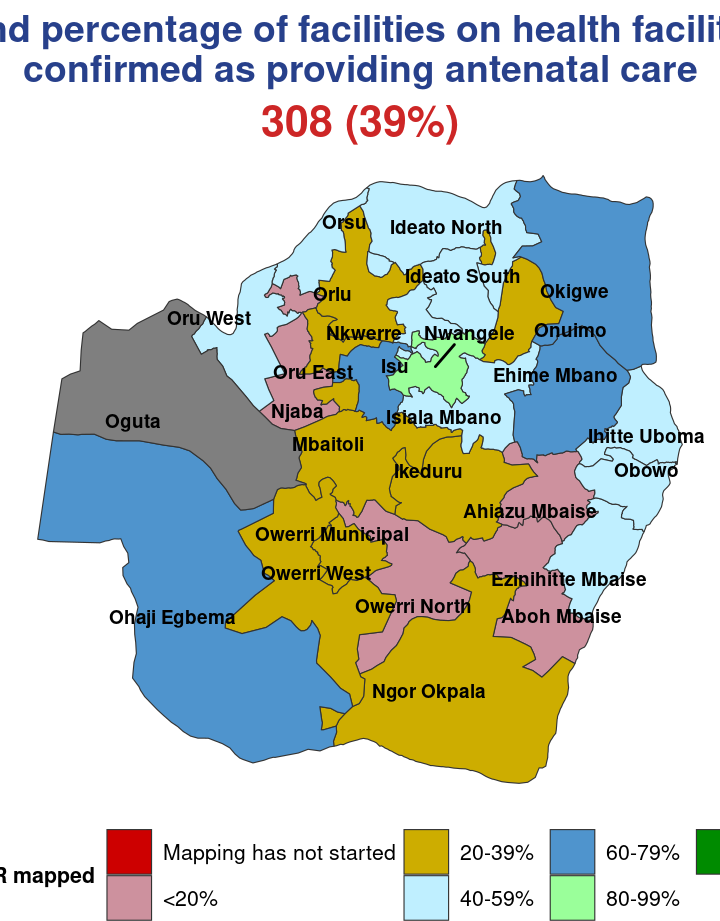 percentage of facilities on health
confirmed as providing antenatal care
308 (39%)
Orsu
Ideato North
Ideato South
Okigwe
Orlu
Oru West
Nkwerre
Nwangele
Onuimo
Isu
Oru East
Ehime Mbano
Njaba
Isiala Mbano
Oguta
Ihitte Uboma
Mbaitoli
Ikeduru
Obowo
Ahiazu Mbaise
Owerri Municipal
Owerri West
Ezinihitte Mbaise
Owerri North
Ohaji Egbema
Aboh Mbaise
Ngor Okpala
mapped
Mapping has not started
<20%
20-39%
40-59%
60-79%
80-99%